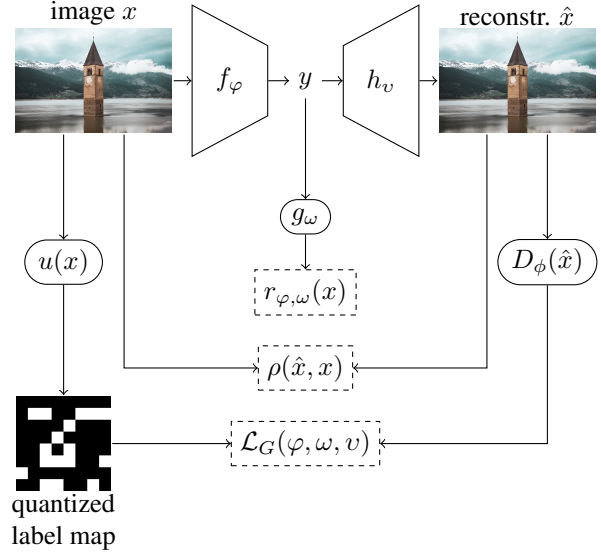 image x
reconstr. x̂
f_φ
y
h_υ
g_ω
u(x)
D_ϕ(x̂)
r_φ,ω(x)
ρ(x̂, x)
ℒ_G(φ, ω, υ)
quantized
label map